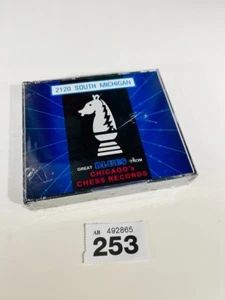 2120 SOUTH MICHIGAN
GREAT BLUES FROM
CHICAGO's
CHESS RECORDS
AB 492865
253